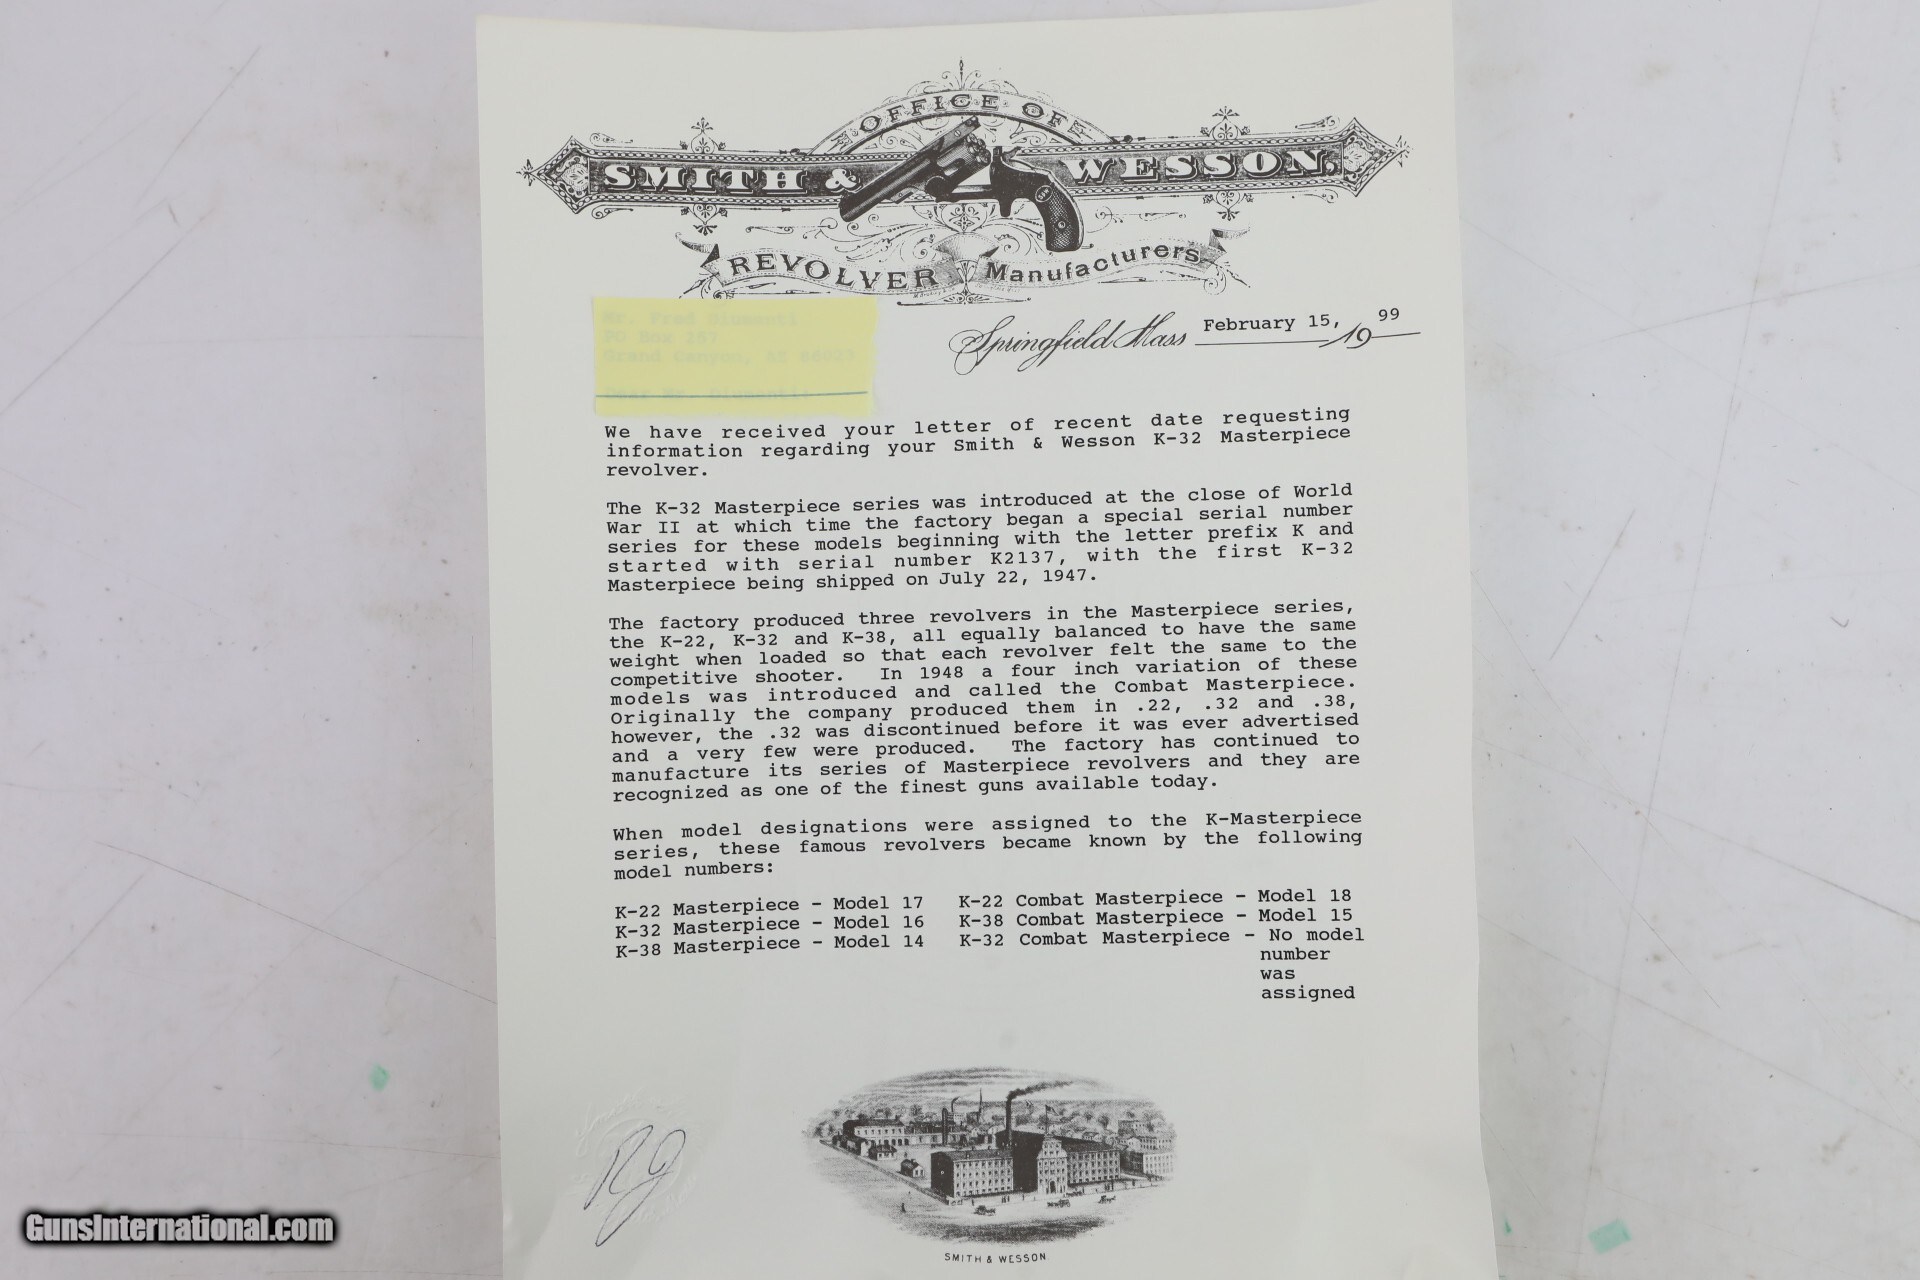 OFFICE OF
SMITH & WESSON.
REVOLVER Manufacturers
Springfield Mass February 15, 1999
We have received your letter of recent date requesting
information regarding your Smith & Wesson K-32 Masterpiece
revolver.
The K-32 Masterpiece series was introduced at the close of World
War II at which time the factory began a special serial number
series for these models beginning with the letter prefix K and
started with serial number K2137, with the first K-32
Masterpiece being shipped on July 22, 1947.
The factory produced three revolvers in the Masterpiece series,
the K-22, K-32 and K-38, all equally balanced to have the same
weight when loaded so that each revolver felt the same to the
competitive shooter. In 1948 a four inch variation of these
models was introduced and called the Combat Masterpiece.
Originally the company produced them in .22, .32 and .38,
however, the .32 was discontinued before it was ever advertised
and a very few were produced. The factory has continued to
manufacture its series of Masterpiece revolvers and they are
recognized as one of the finest guns available today.
When model designations were assigned to the K-Masterpiece
series, these famous revolvers became known by the following
model numbers:
K-22 Masterpiece - Model 17 K-22 Combat Masterpiece - Model 18
K-32 Masterpiece - Model 16 K-38 Combat Masterpiece - Model 15
K-38 Masterpiece - Model 14 K-32 Combat Masterpiece - No model
number
was
assigned
RJ
SMITH & WESSON
GunsInternational.com